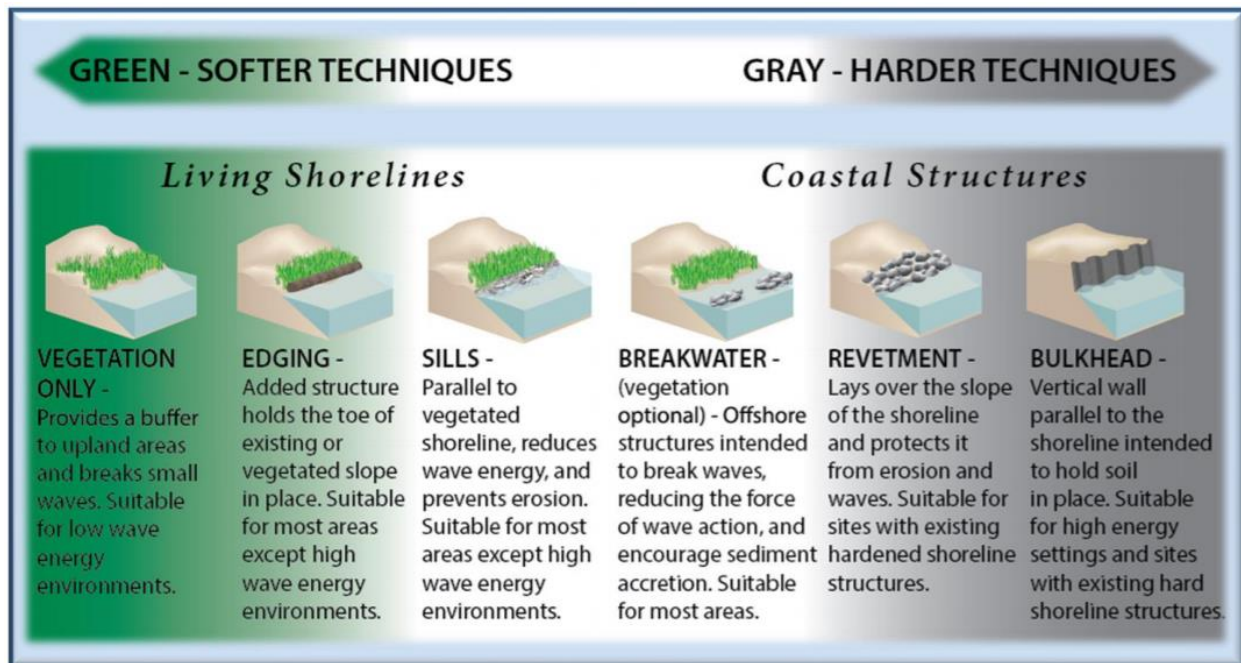 GREEN - SOFTER TECHNIQUES
GRAY - HARDER TECHNIQUES
Living Shorelines
Coastal Structures
VEGETATION
ONLY -
Provides a buffer
to upland areas
and breaks small
waves. Suitable
for low wave
energy
environments.
EDGING -
Added structure
holds the toe of
existing or
vegetated slope
in place. Suitable
for most areas
except high
wave energy
environments.
SILLS -
Parallel to
vegetated
shoreline, reduces
wave energy, and
prevents erosion.
Suitable for most
areas except high
wave energy
environments.
BREAKWATER -
(vegetation
optional) - Offshore
structures intended
to break waves,
reducing the force
of wave action, and
encourage sediment
accretion. Suitable
for most areas.
REVETMENT -
Lays over the slope
of the shoreline
and protects it
from erosion and
waves. Suitable for
sites with existing
hardened shoreline
structures.
BULKHEAD -
Vertical wall
parallel to the
shoreline intended
to hold soil
in place. Suitable
for high energy
settings and sites
with existing hard
shoreline structures.